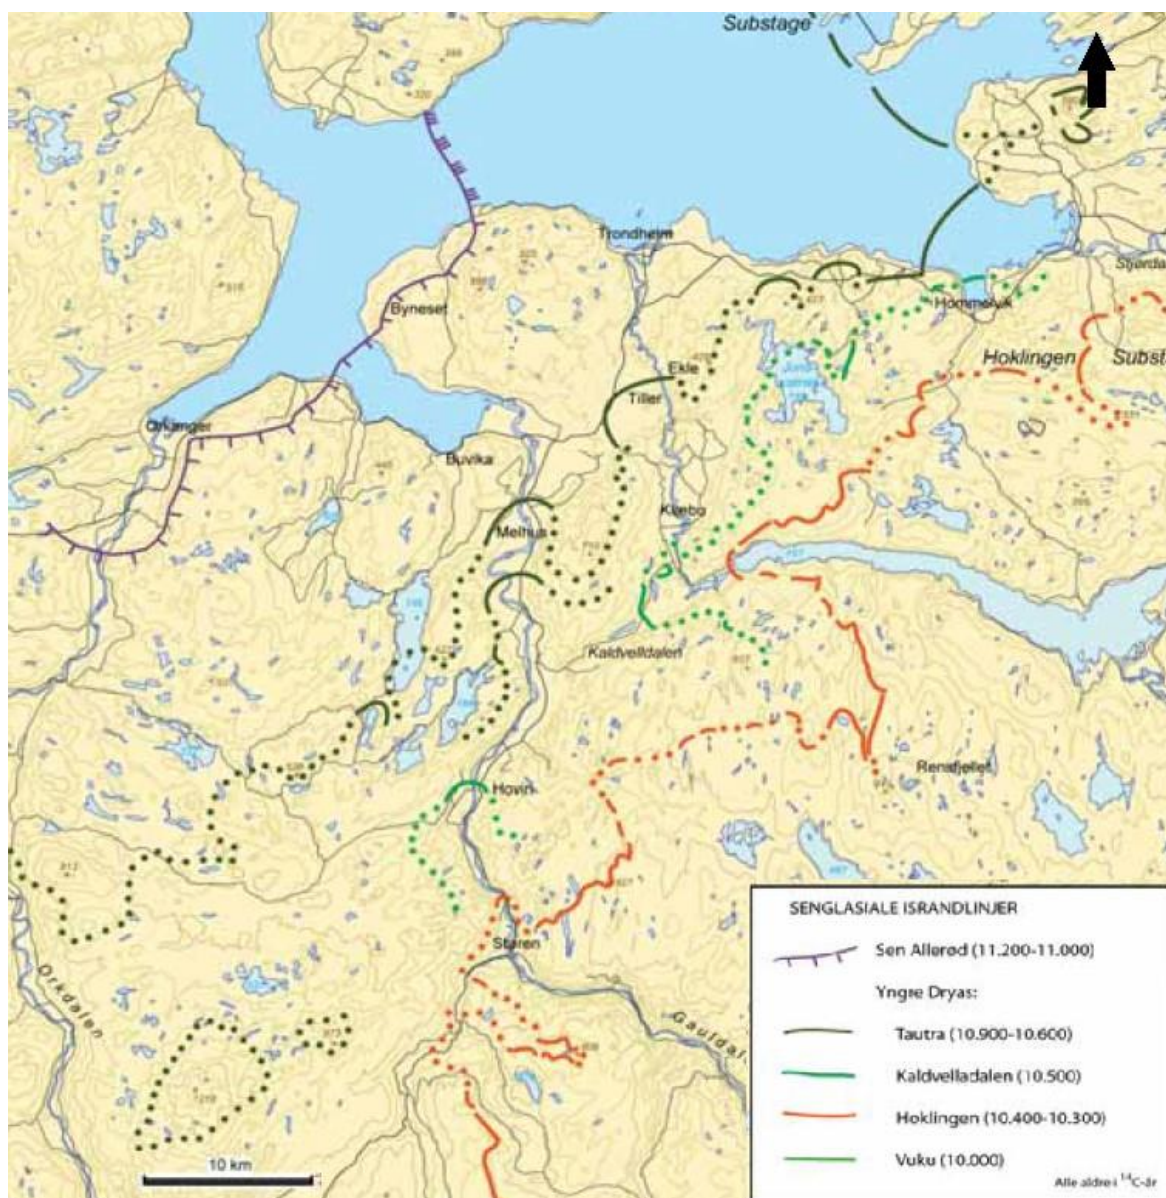 Substage
Trondheim
Stjørda
Hommelvik
Byneset
Hoklingen Subst
Ekle
Tiller
Orkanger
Buvika
Klæbo
Melhus
Kaldvelldalen
Rensfjellet
Hovin
Støren
Orkdalen
Gauldal
10 km
SENGLASIALE ISRANDLINJER
Sen Allerød (11.200-11.000)
Yngre Dryas:
Tautra (10.900-10.600)
Kaldvelladalen (10.500)
Hoklingen (10.400-10.300)
Vuku (10.000)
Alle aldre i 14C-år